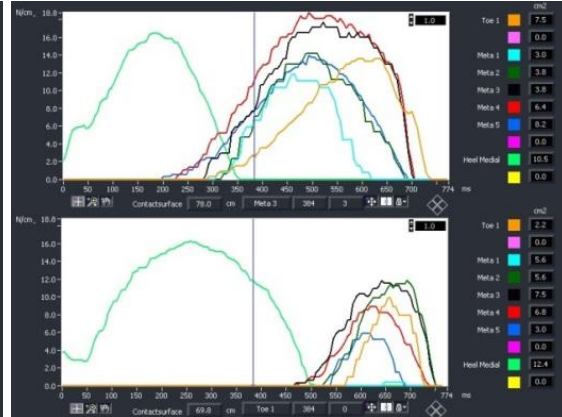 N/cm_ 18.0-
16.0-
14.0-
12.0-
10.0-
8.0-
6.0-
4.0-
2.0-
0.0-
1.0
0 50 100 150 200 250 300 350 400 450 500 550 600 650 700 774 ms
Contactsurface 78.0 cm Meta 3 384 3
cm2
Toe 1 7.5
0.0
Meta 1 3.0
Meta 2 3.8
Meta 3 3.8
Meta 4 6.4
Meta 5 8.2
0.0
Heel Medial 10.5
0.0
N/cm_ 18.0-
16.0-
14.0-
12.0-
10.0-
8.0-
6.0-
4.0-
2.0-
0.0-
1.0
0 50 100 150 200 250 300 350 400 450 500 550 600 650 700 774 ms
Contactsurface 69.8 cm Toe 1 384 0
cm2
Toe 1 2.2
0.0
Meta 1 5.6
Meta 2 5.6
Meta 3 7.5
Meta 4 6.8
Meta 5 3.0
0.0
Heel Medial 12.4
0.0